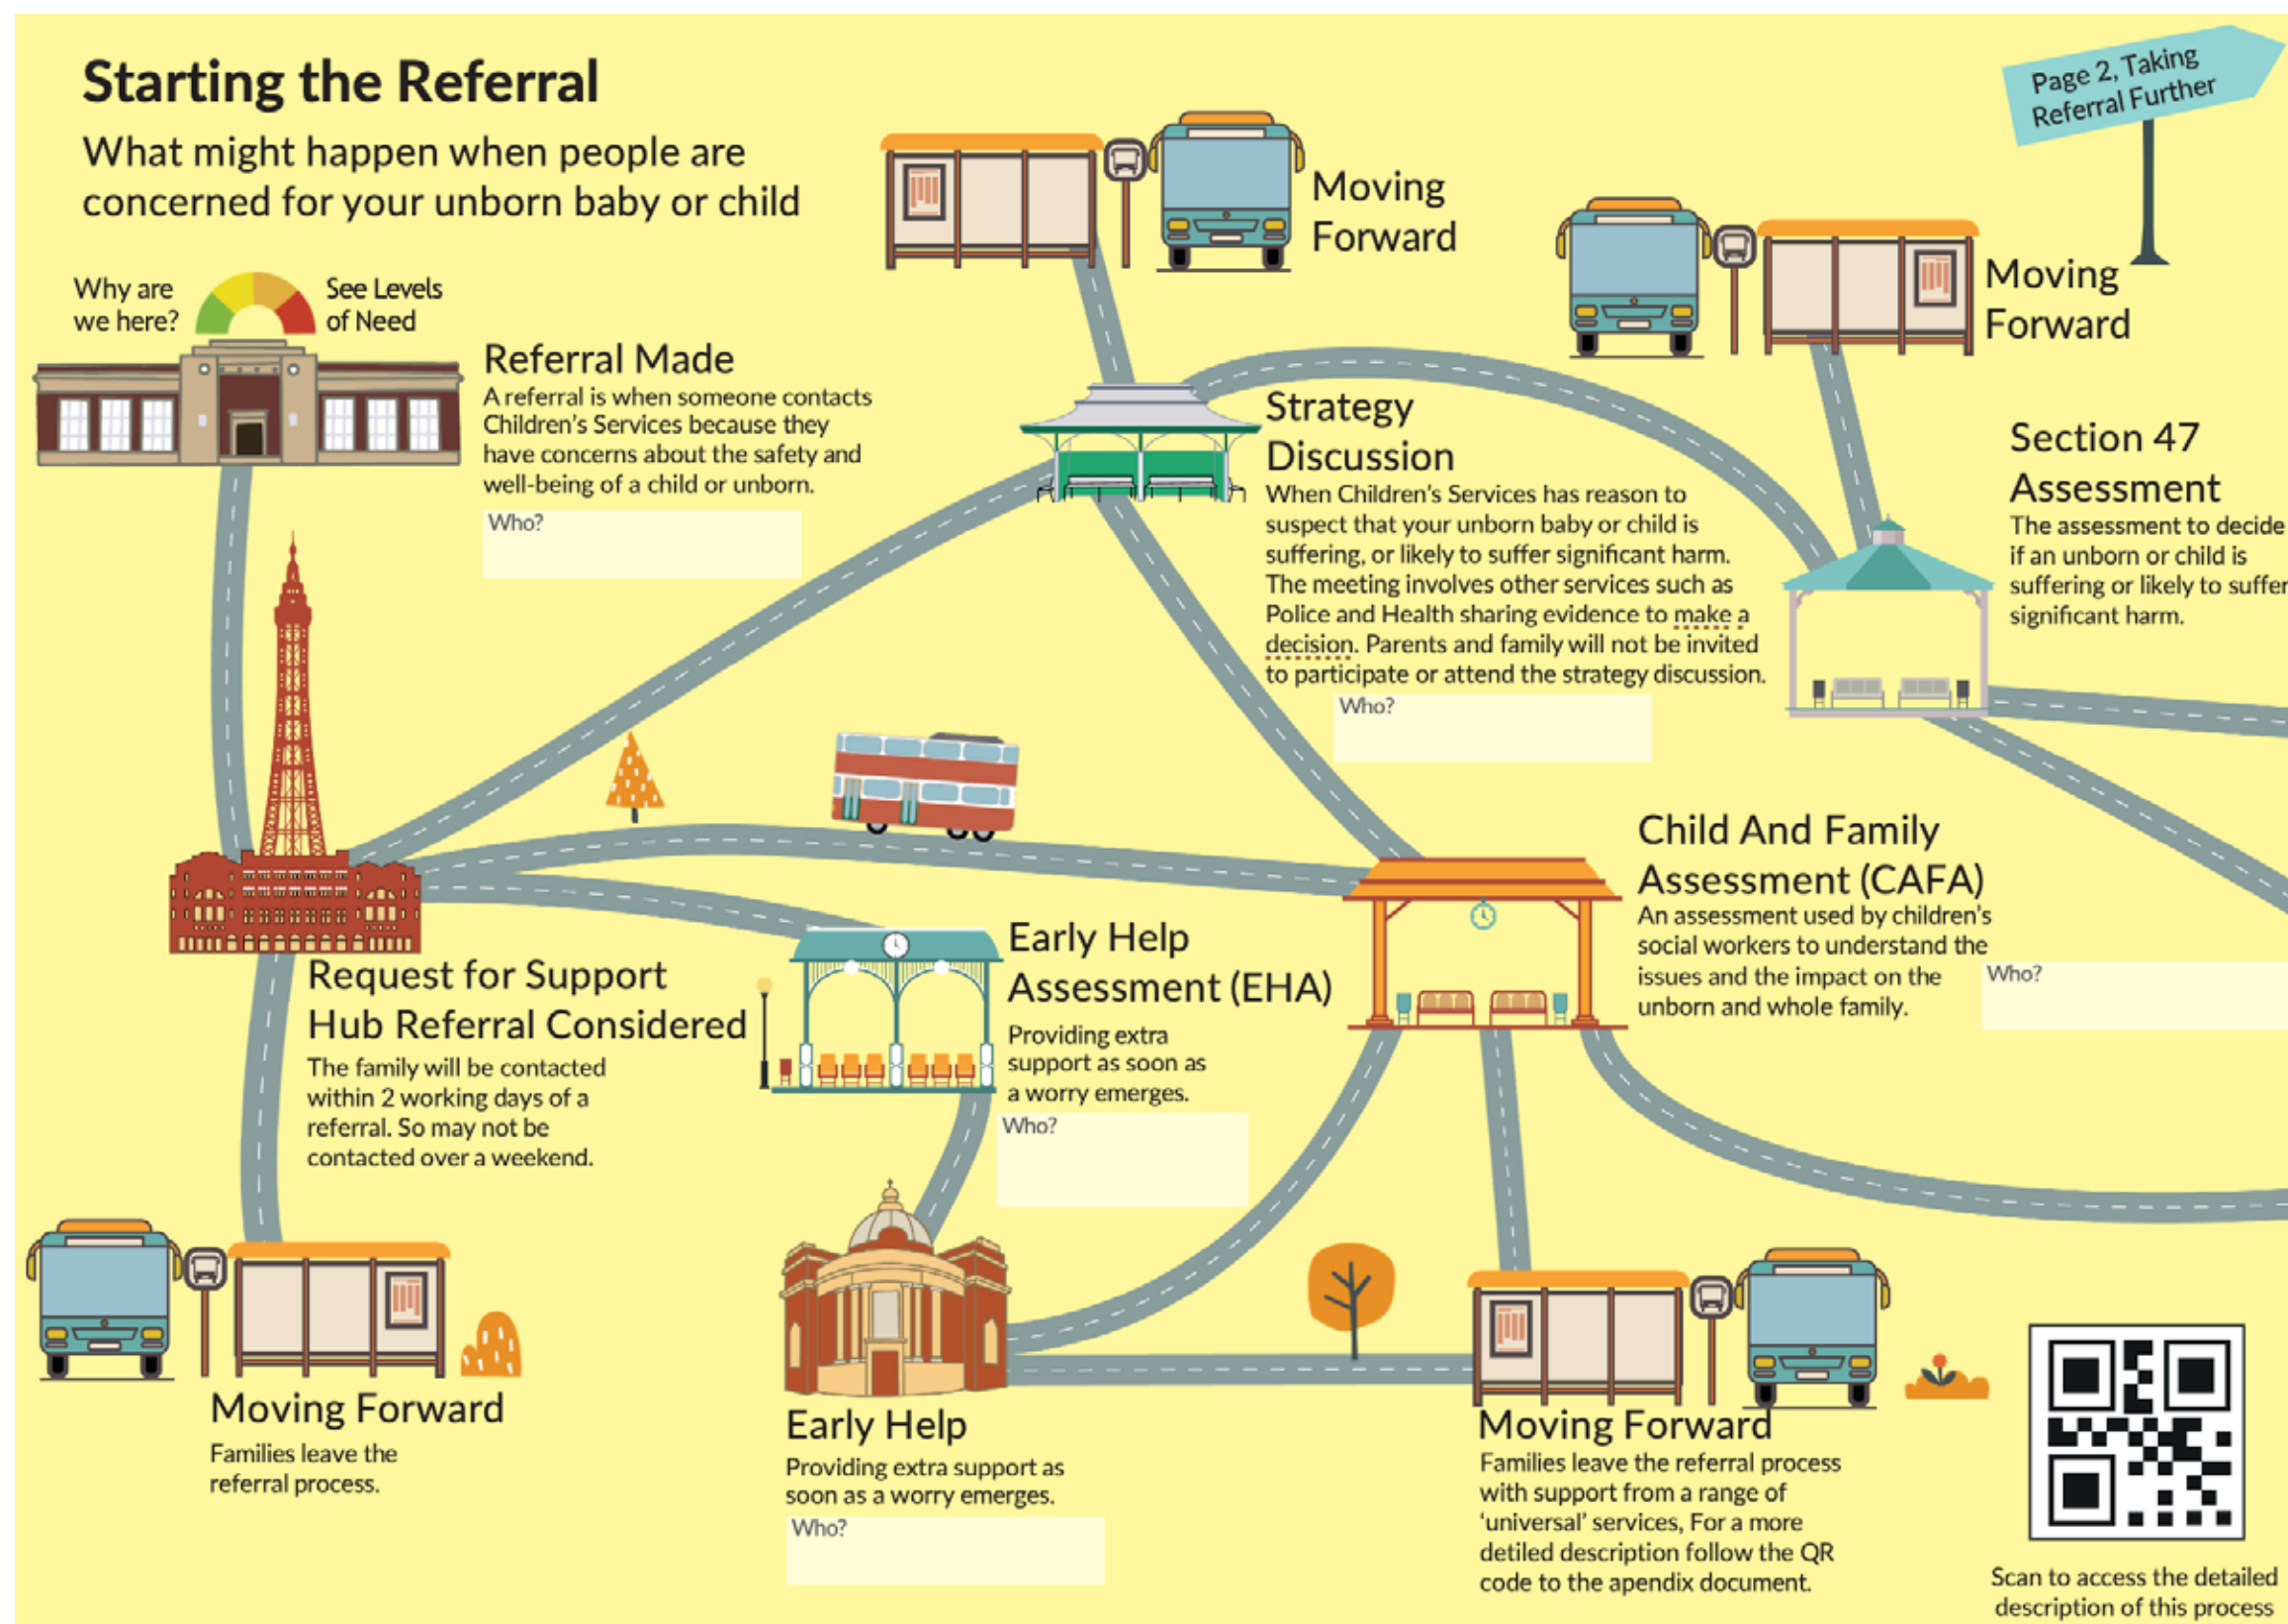 Starting the Referral
What might happen when people are
concerned for your unborn baby or child
Page 2, Taking
Referral Further
Moving
Forward
Moving
Forward
Why are
we here?
See Levels
of Need
Referral Made
A referral is when someone contacts
Children's Services because they
have concerns about the safety and
well-being of a child or unborn.
Who?
Strategy
Discussion
When Children's Services has reason to
suspect that your unborn baby or child is
suffering, or likely to suffer significant harm.
The meeting involves other services such as
Police and Health sharing evidence to make a
decision. Parents and family will not be invited
to participate or attend the strategy discussion.
Who?
Section 47
Assessment
The assessment to decide
if an unborn or child is
suffering or likely to suffer
significant harm.
Child And Family
Assessment (CAFA)
An assessment used by children's
social workers to understand the
issues and the impact on the
unborn and whole family.
Who?
Early Help
Assessment (EHA)
Providing extra
support as soon as
a worry emerges.
Who?
Request for Support
Hub Referral Considered
The family will be contacted
within 2 working days of a
referral. So may not be
contacted over a weekend.
Moving Forward
Families leave the
referral process.
Early Help
Providing extra support as
soon as a worry emerges.
Who?
Moving Forward
Families leave the referral process
with support from a range of
'universal' services, For a more
detiled description follow the QR
code to the apendix document.
Scan to access the detailed
description of this process